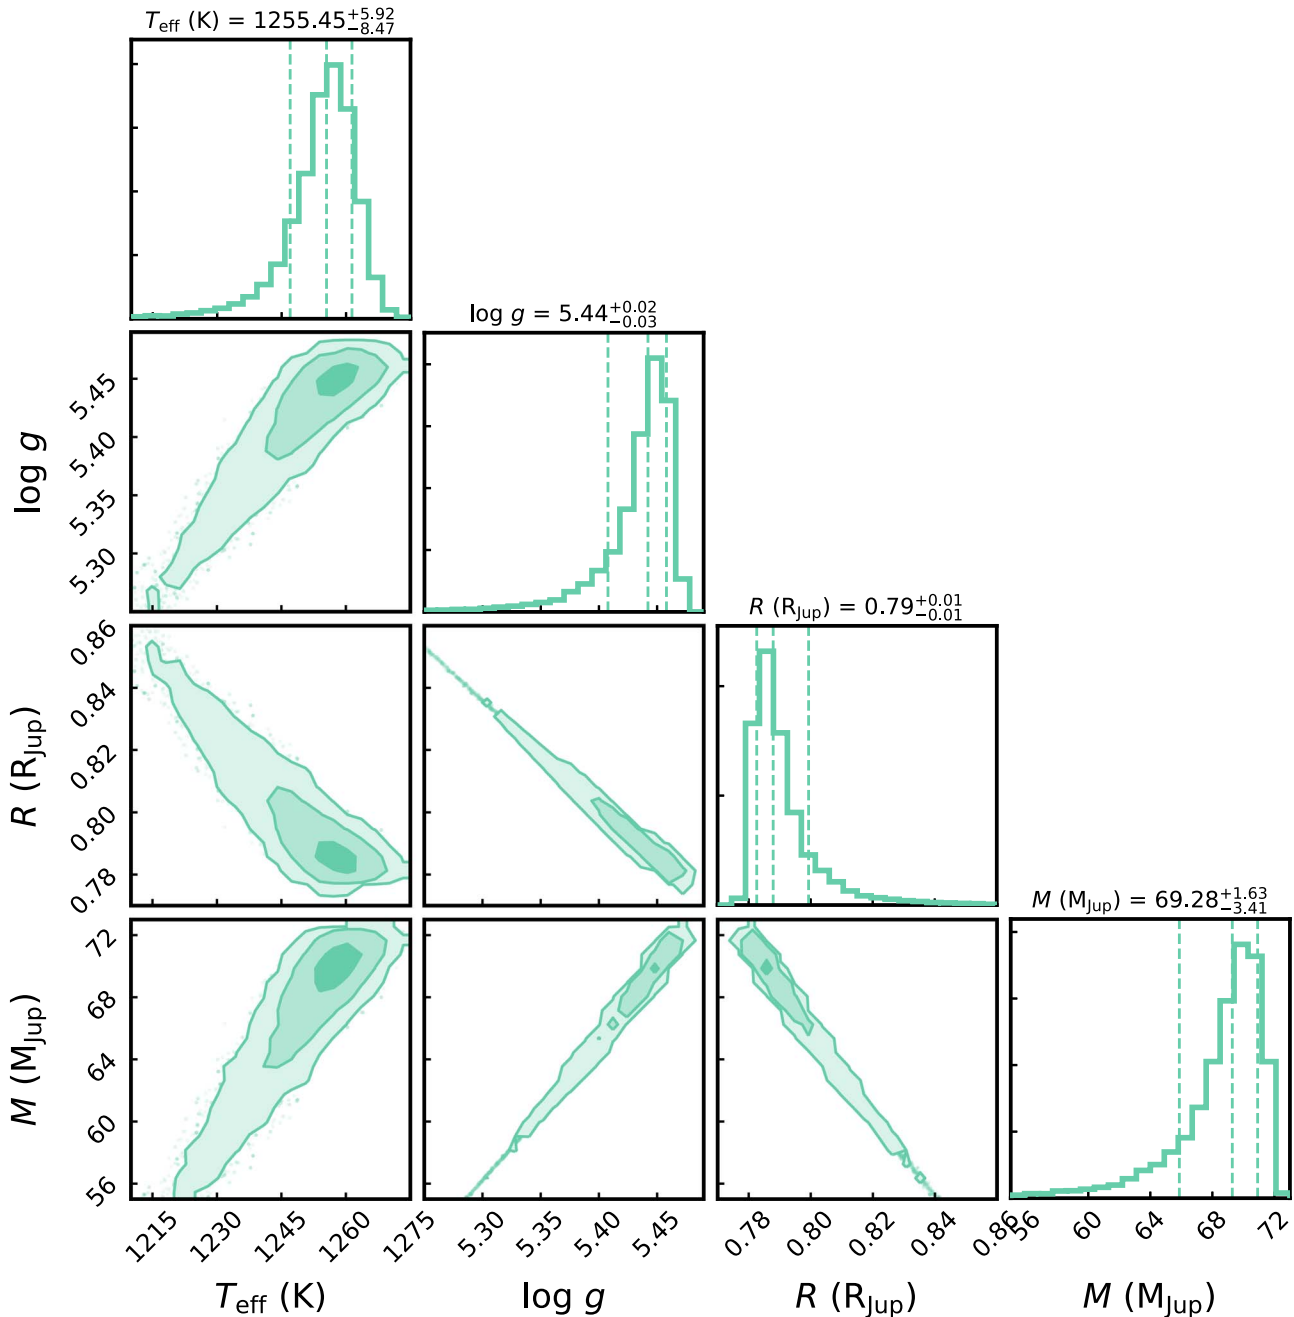 T_eff (K) = 1255.45^{+5.92}_{-8.47}
log g = 5.44^{+0.02}_{-0.03}
R (R_Jup) = 0.79^{+0.01}_{-0.01}
M (M_Jup) = 69.28^{+1.63}_{-3.41}
log g
5.45
5.40
5.35
5.30
R (R_Jup)
0.86
0.84
0.82
0.80
0.78
M (M_Jup)
72
68
64
60
56
1215 1230 1245 1260 1275
5.30 5.35 5.40 5.45
0.78 0.80 0.82 0.84 0.86
56 60 64 68 72
T_eff (K)
log g
R (R_Jup)
M (M_Jup)